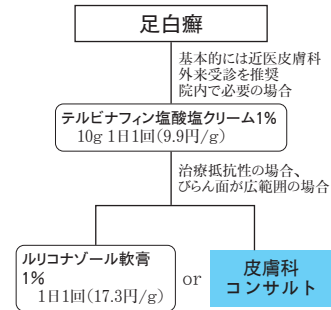 足白癬
基本的には近医皮膚科
外来受診を推奨
院内で必要の場合
テルビナフィン塩酸塩クリーム1%
10g 1日1回(9.9円/g)
治療抵抗性の場合、
びらん面が広範囲の場合
ルリコナゾール軟膏
1%
1日1回(17.3円/g)
or
皮膚科
コンサルト